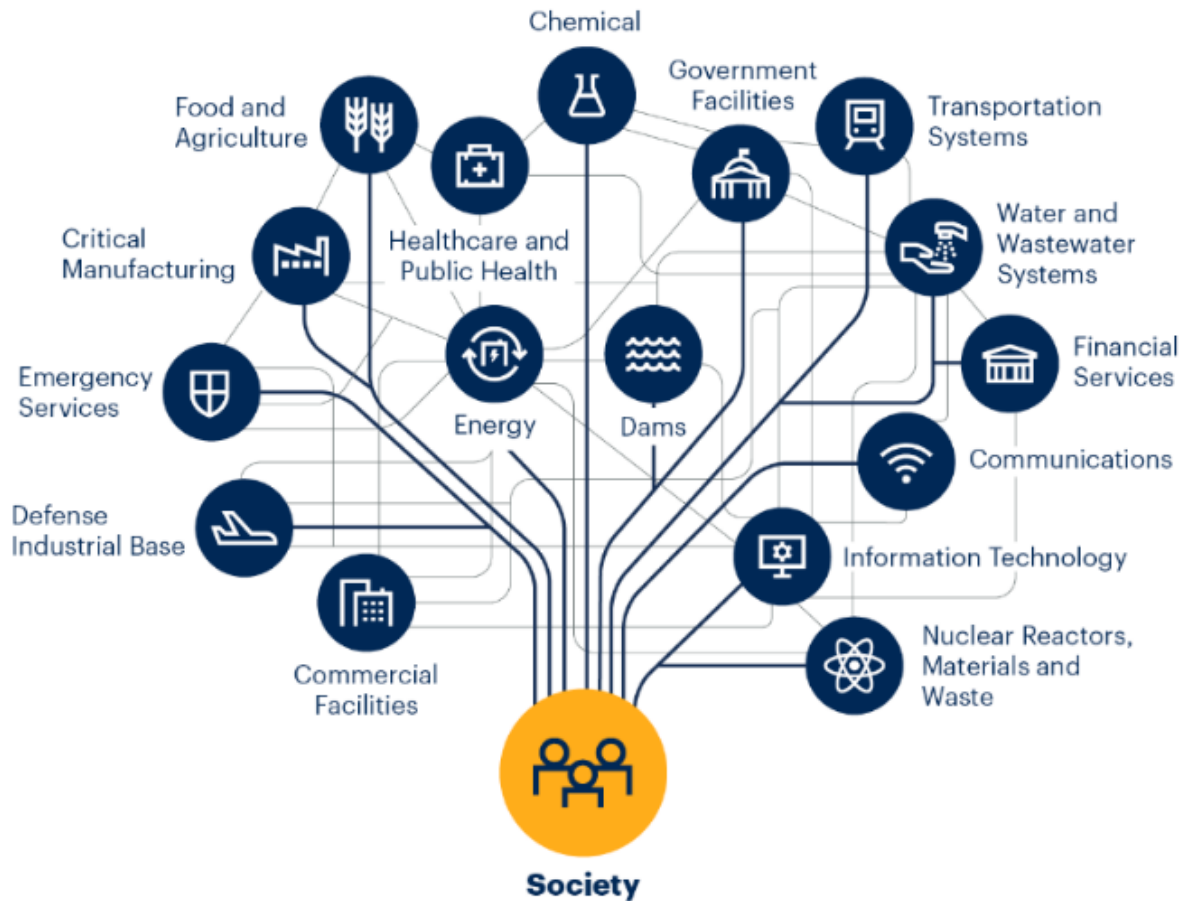 Chemical
Food and
Agriculture
Government
Facilities
Transportation
Systems
Critical
Manufacturing
Healthcare and
Public Health
Water and
Wastewater
Systems
Emergency
Services
Energy
Dams
Financial
Services
Communications
Defense
Industrial Base
Information Technology
Commercial
Facilities
Nuclear Reactors,
Materials and
Waste
Society